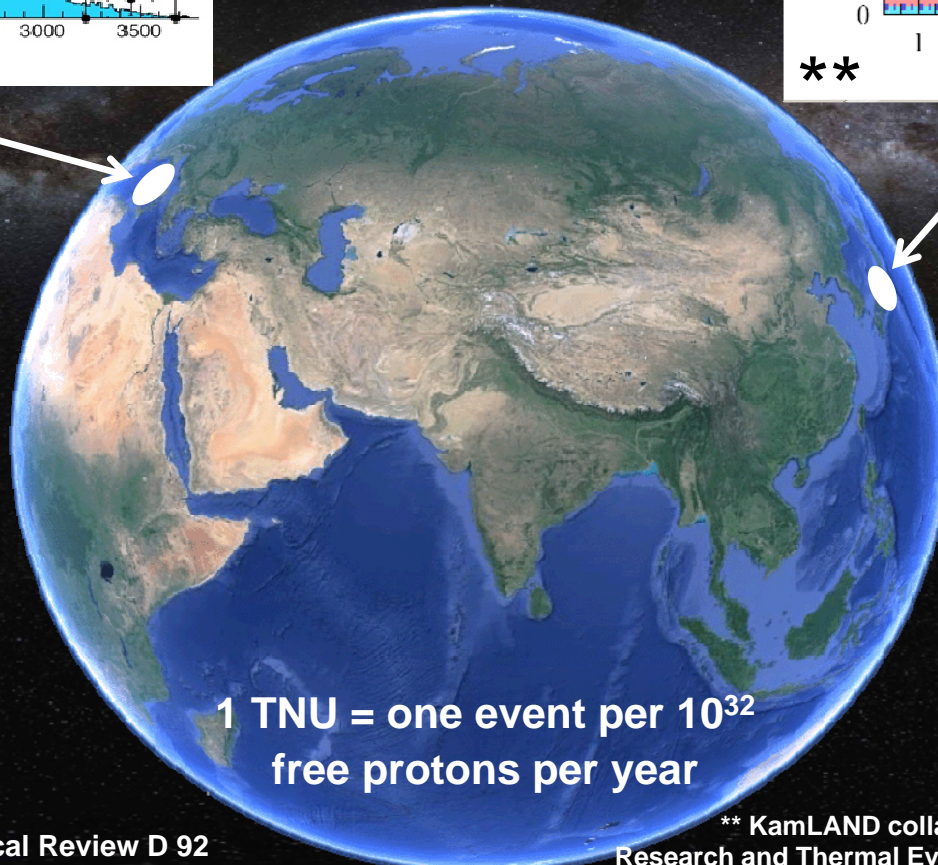 3000 3500
0
1
**
1 TNU = one event per 10³²
free protons per year
cal Review D 92
** KamLAND colla
Research and Thermal Ev